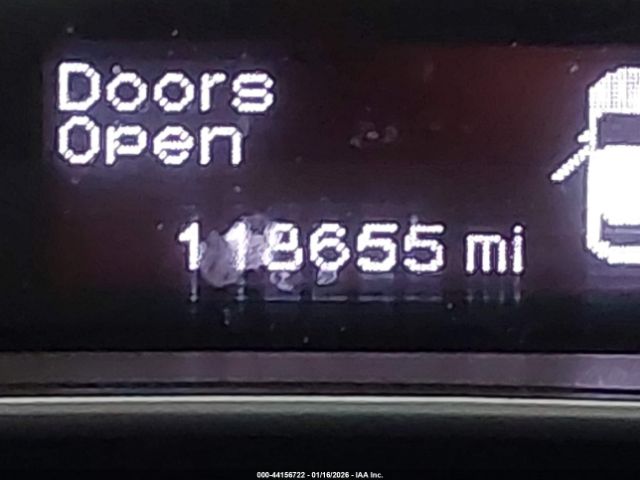 Doors
Open
118655 mi
000-44156722 - 01/16/2026 - IAA Inc.